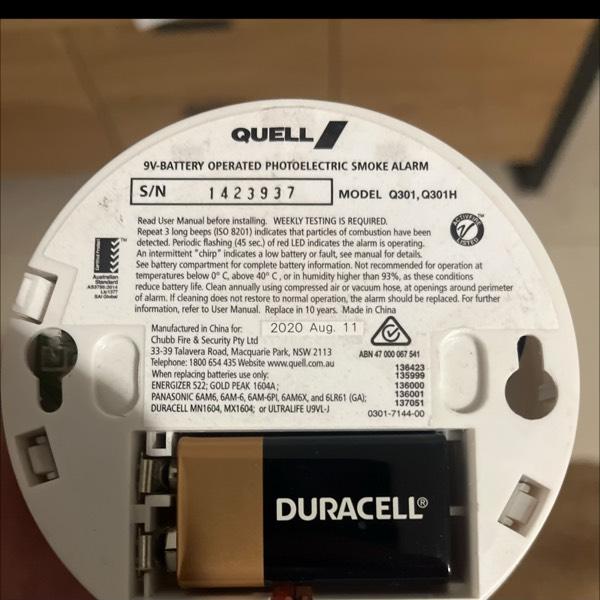 QUELL
9V-BATTERY OPERATED PHOTOELECTRIC SMOKE ALARM
S/N 1423937 MODEL Q301, Q301H
Read User Manual before installing. WEEKLY TESTING IS REQUIRED.
Repeat 3 long beeps (ISO 8201) indicates that particles of combustion have been
detected. Periodic flashing (45 sec.) of red LED indicates the alarm is operating.
An intermittent "chirp" indicates a low battery or fault, see manual for details.
See battery compartment for complete battery information. Not recommended for operation at
temperatures below 0° C, above 40° C, or in humidity higher than 93%, as these conditions
reduce battery life. Clean annually using compressed air or vacuum hose, at openings around perimeter
of alarm. If cleaning does not restore to normal operation, the alarm should be replaced. For further
information, refer to User Manual. Replace in 10 years. Made in China
ACTIVFIRE
LISTED
TM
Australian
Standard
AS3786:2014
SAI Global
Manufactured in China for: 2020 Aug. 11
Chubb Fire & Security Pty Ltd
33-39 Talavera Road, Macquarie Park, NSW 2113
Telephone: 1800 654 435 Website www.quell.com.au
ABN 47 000 067 541
When replacing batteries use only:
ENERGIZER 522; GOLD PEAK 1604A;
PANASONIC 6AM6, 6AM-6, 6AM-6PI, 6AM6X, and 6LR61 (GA);
DURACELL MN1604, MX1604; or ULTRALIFE U9VL-J
136423
135999
136000
136001
137051
0301-7144-00
DURACELL®